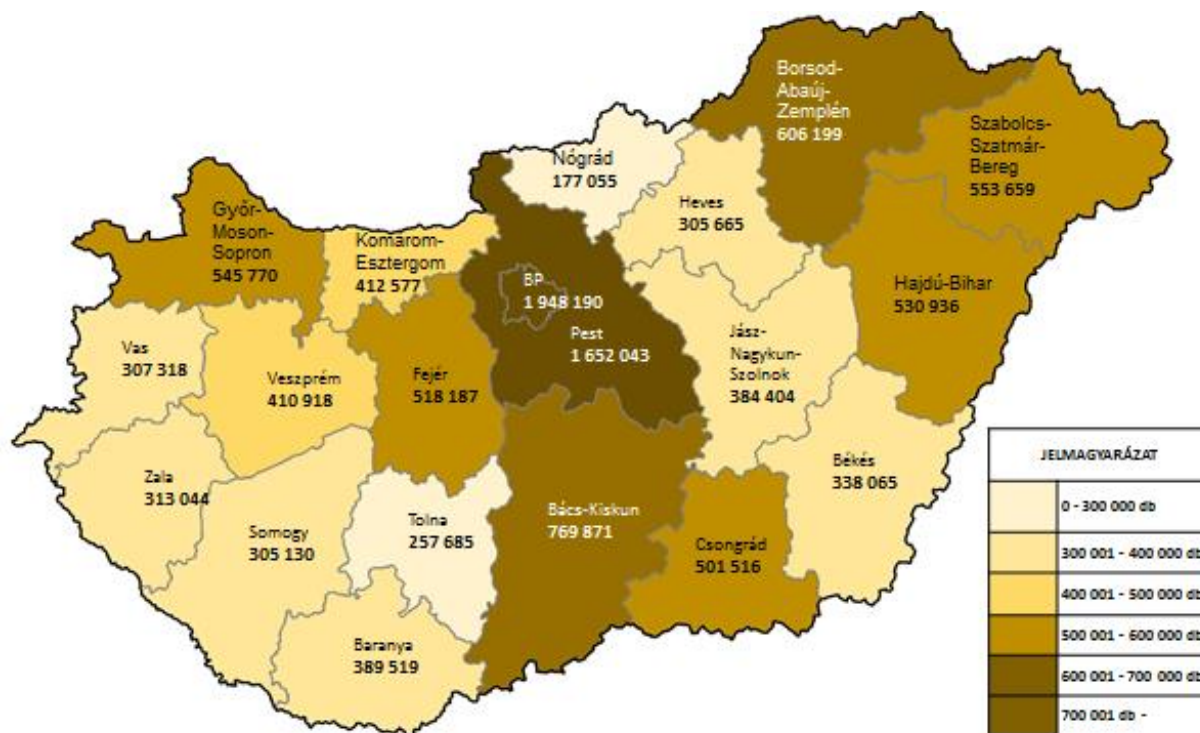 Borsod-
Abaúj-
Zemplén
606 199
Szabolcs-
Szatmár-
Bereg
553 659
Nógrád
177 055
Heves
305 665
Győr-
Moson-
Sopron
545 770
Komarom-
Esztergom
412 577
BP
1 948 190
Pest
1 652 043
Hajdú-Bihar
530 936
Jász-
Nagykun-
Szolnok
384 404
Vas
307 318
Veszprém
410 918
Fejér
518 187
Zala
313 044
Somogy
305 130
Tolna
257 685
Bács-Kiskun
769 871
Csongrád
501 516
Békés
338 065
Baranya
389 519
JELMAGYARÁZAT
0 - 300 000 db
300 001 - 400 000 db
400 001 - 500 000 db
500 001 - 600 000 db
600 001 - 700 000 db
700 001 db -